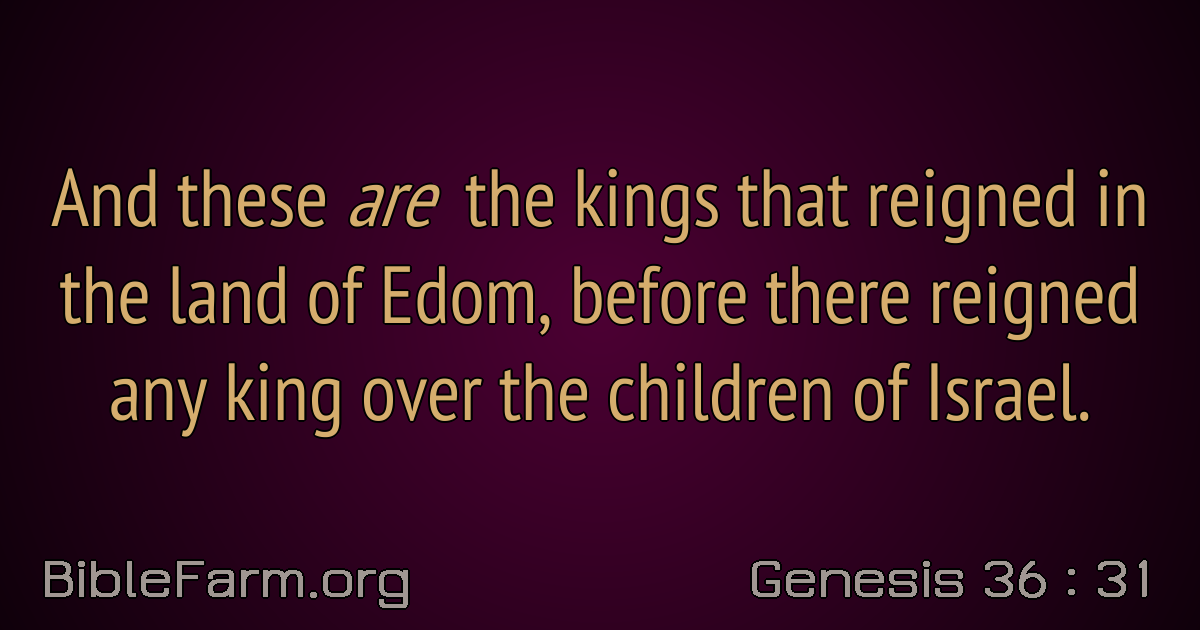 And these are the kings that reigned in
the land of Edom, before there reigned
any king over the children of Israel.
BibleFarm.org
Genesis 36 : 31